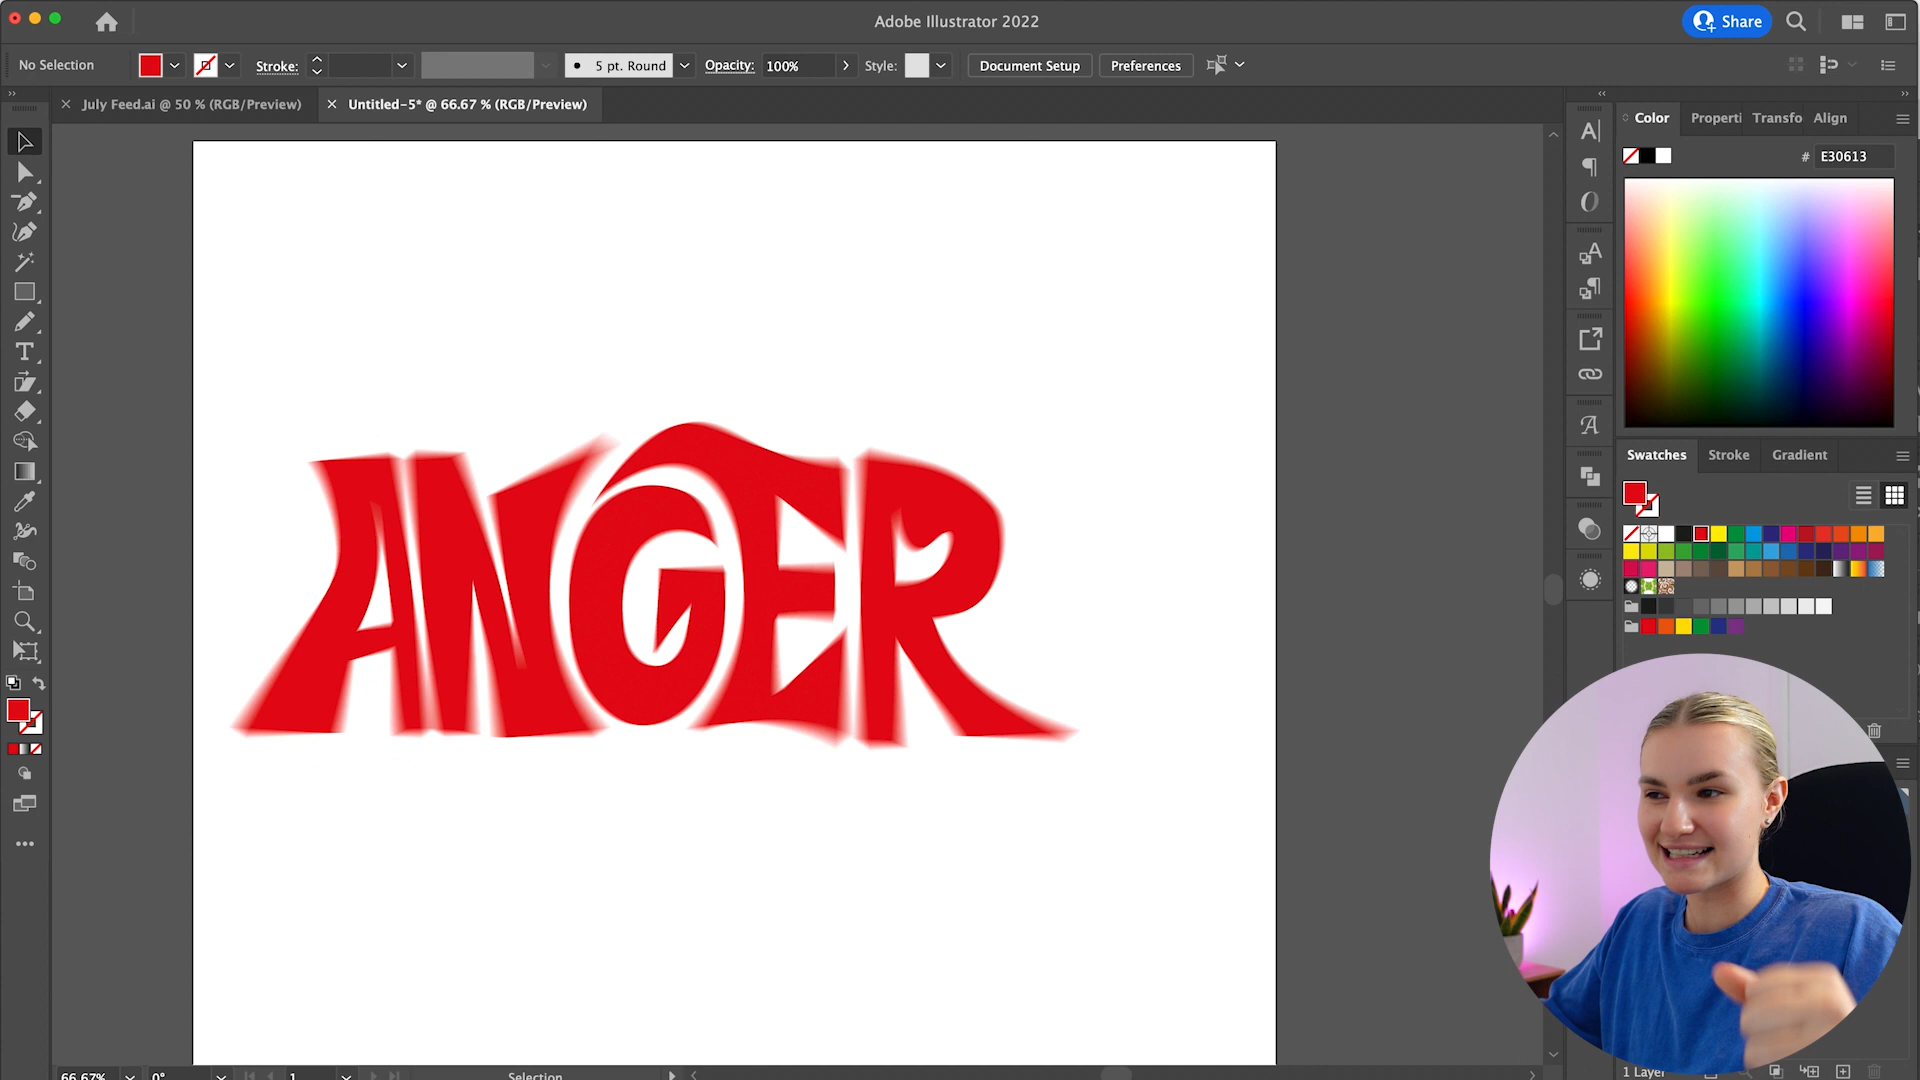 Adobe Illustrator 2022
Share
No Selection
Stroke:
5 pt. Round
Opacity:
100%
Style:
Document Setup
Preferences
July Feed.ai @ 50 % (RGB/Preview)
Untitled-5* @ 66.67 % (RGB/Preview)
Color
Properti
Transfo
Align
# E30613
ANGER
Swatches
Stroke
Gradient
66.67%
0°
1
Selection
1 Layer